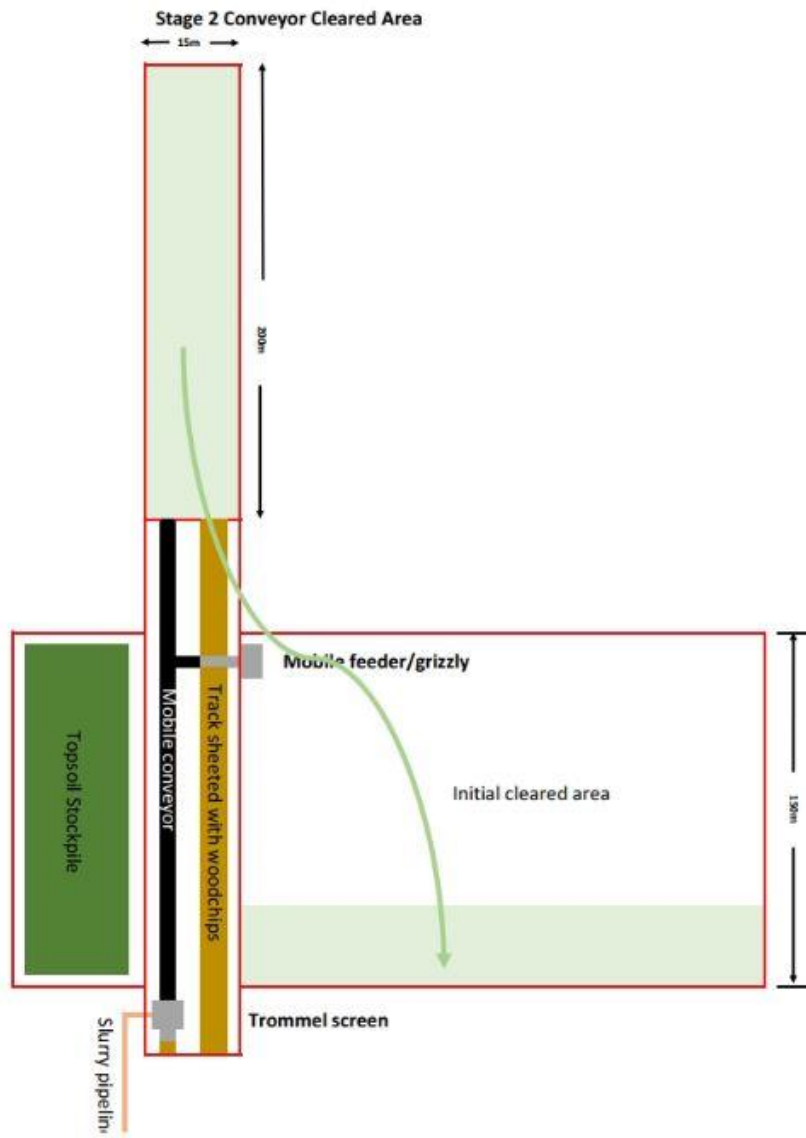 Stage 2 Conveyor Cleared Area
15m
200m
Mobile feeder/grizzly
Topsoil Stockpile
Mobile conveyor
Track sheeted with woodchips
Initial cleared area
150m
Trommel screen
Slurry pipelin